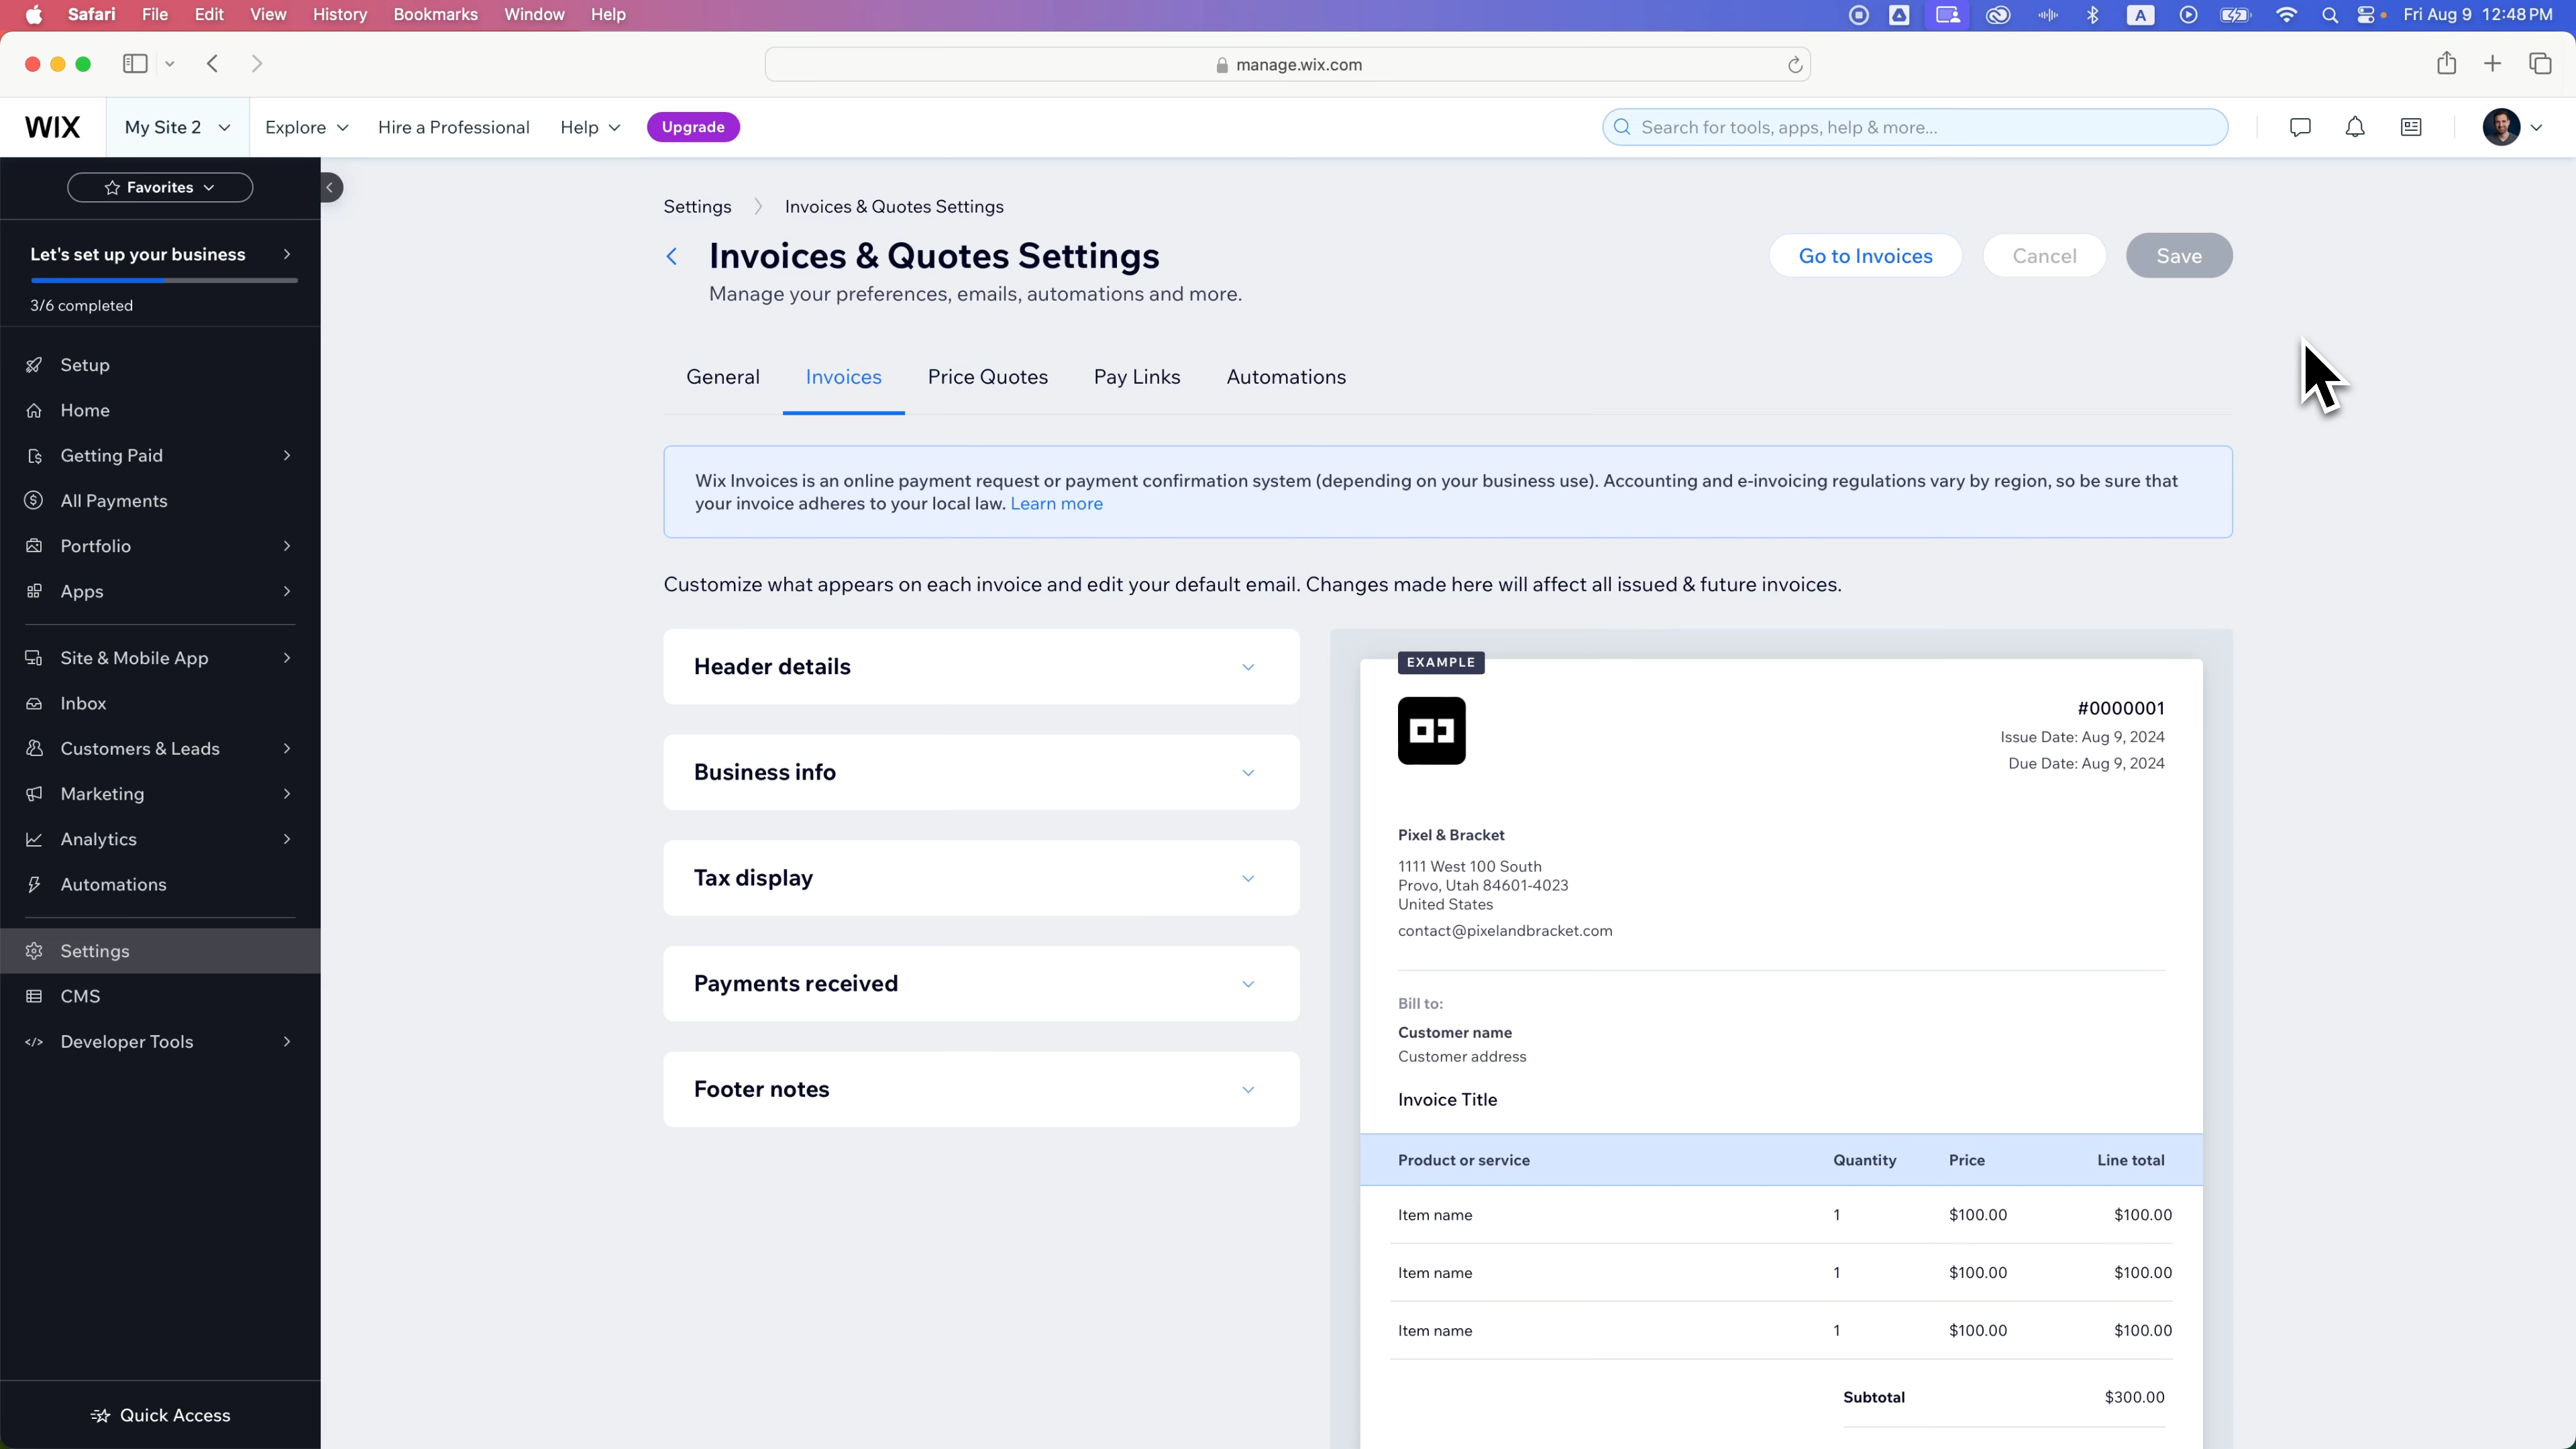 Safari File Edit View History Bookmarks Window Help A Fri Aug 9 12:48 PM
manage.wix.com
WIX My Site 2 Explore Hire a Professional Help Upgrade Search for tools, apps, help & more...
Favorites
Let's set up your business
3/6 completed
Setup
Home
Getting Paid
All Payments
Portfolio
Apps
Site & Mobile App
Inbox
Customers & Leads
Marketing
Analytics
Automations
Settings
CMS
Developer Tools
Quick Access
Settings Invoices & Quotes Settings
Invoices & Quotes Settings
Manage your preferences, emails, automations and more.
Go to Invoices Cancel Save
General Invoices Price Quotes Pay Links Automations
Wix Invoices is an online payment request or payment confirmation system (depending on your business use). Accounting and e-invoicing regulations vary by region, so be sure that
your invoice adheres to your local law. Learn more
Customize what appears on each invoice and edit your default email. Changes made here will affect all issued & future invoices.
Header details
Business info
Tax display
Payments received
Footer notes
EXAMPLE
#0000001
Issue Date: Aug 9, 2024
Due Date: Aug 9, 2024
Pixel & Bracket
1111 West 100 South
Provo, Utah 84601-4023
United States
contact@pixelandbracket.com
Bill to:
Customer name
Customer address
Invoice Title
Product or service Quantity Price Line total
Item name 1 $100.00 $100.00
Item name 1 $100.00 $100.00
Item name 1 $100.00 $100.00
Subtotal $300.00